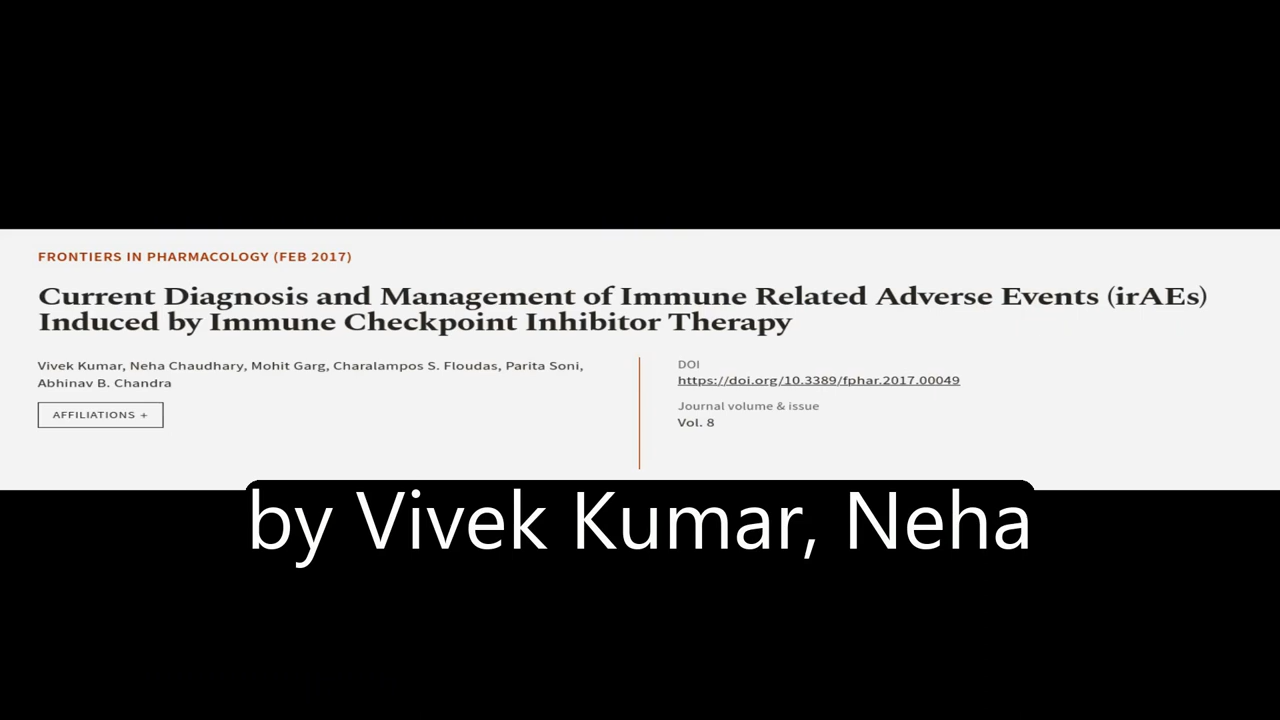 FRONTIERS IN PHARMACOLOGY (FEB 2017)
Current Diagnosis and Management of Immune Related Adverse Events (irAEs)
Induced by Immune Checkpoint Inhibitor Therapy
Vivek Kumar, Neha Chaudhary, Mohit Garg, Charalampos S. Floudas, Parita Soni,
Abhinav B. Chandra
AFFILIATIONS +
DOI
https://doi.org/10.3389/fphar.2017.00049
Journal volume & issue
Vol. 8
by Vivek Kumar, Neha